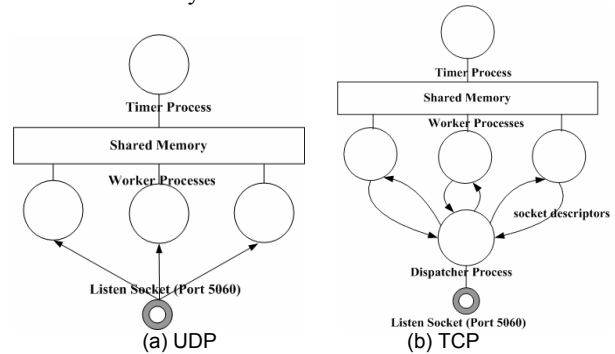 Timer Process
Shared Memory
Worker Processes
Listen Socket (Port 5060)
(a) UDP
Timer Process
Shared Memory
Worker Processes
socket descriptors
Dispatcher Process
Listen Socket (Port 5060)
(b) TCP